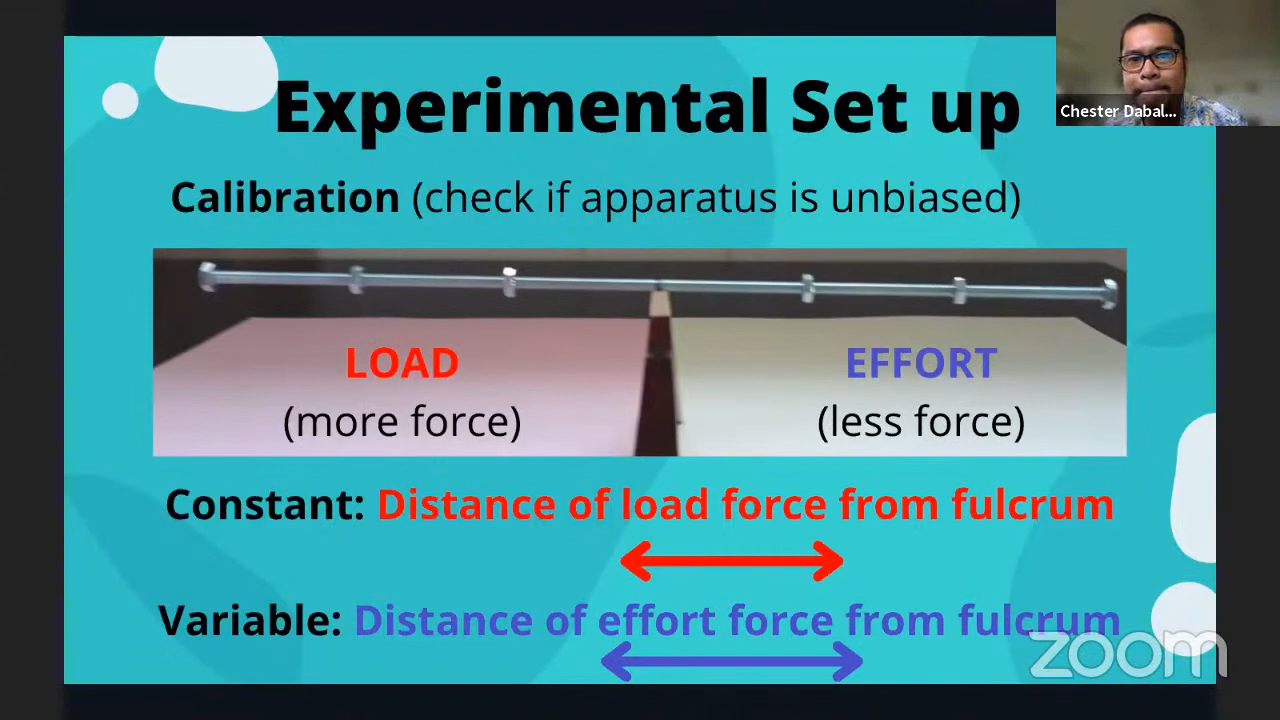 Experimental Set up
Chester Dabal...
Calibration (check if apparatus is unbiased)
LOAD
EFFORT
(more force)
(less force)
Constant: Distance of load force from fulcrum
Variable: Distance of effort force from fulcrum
zoom